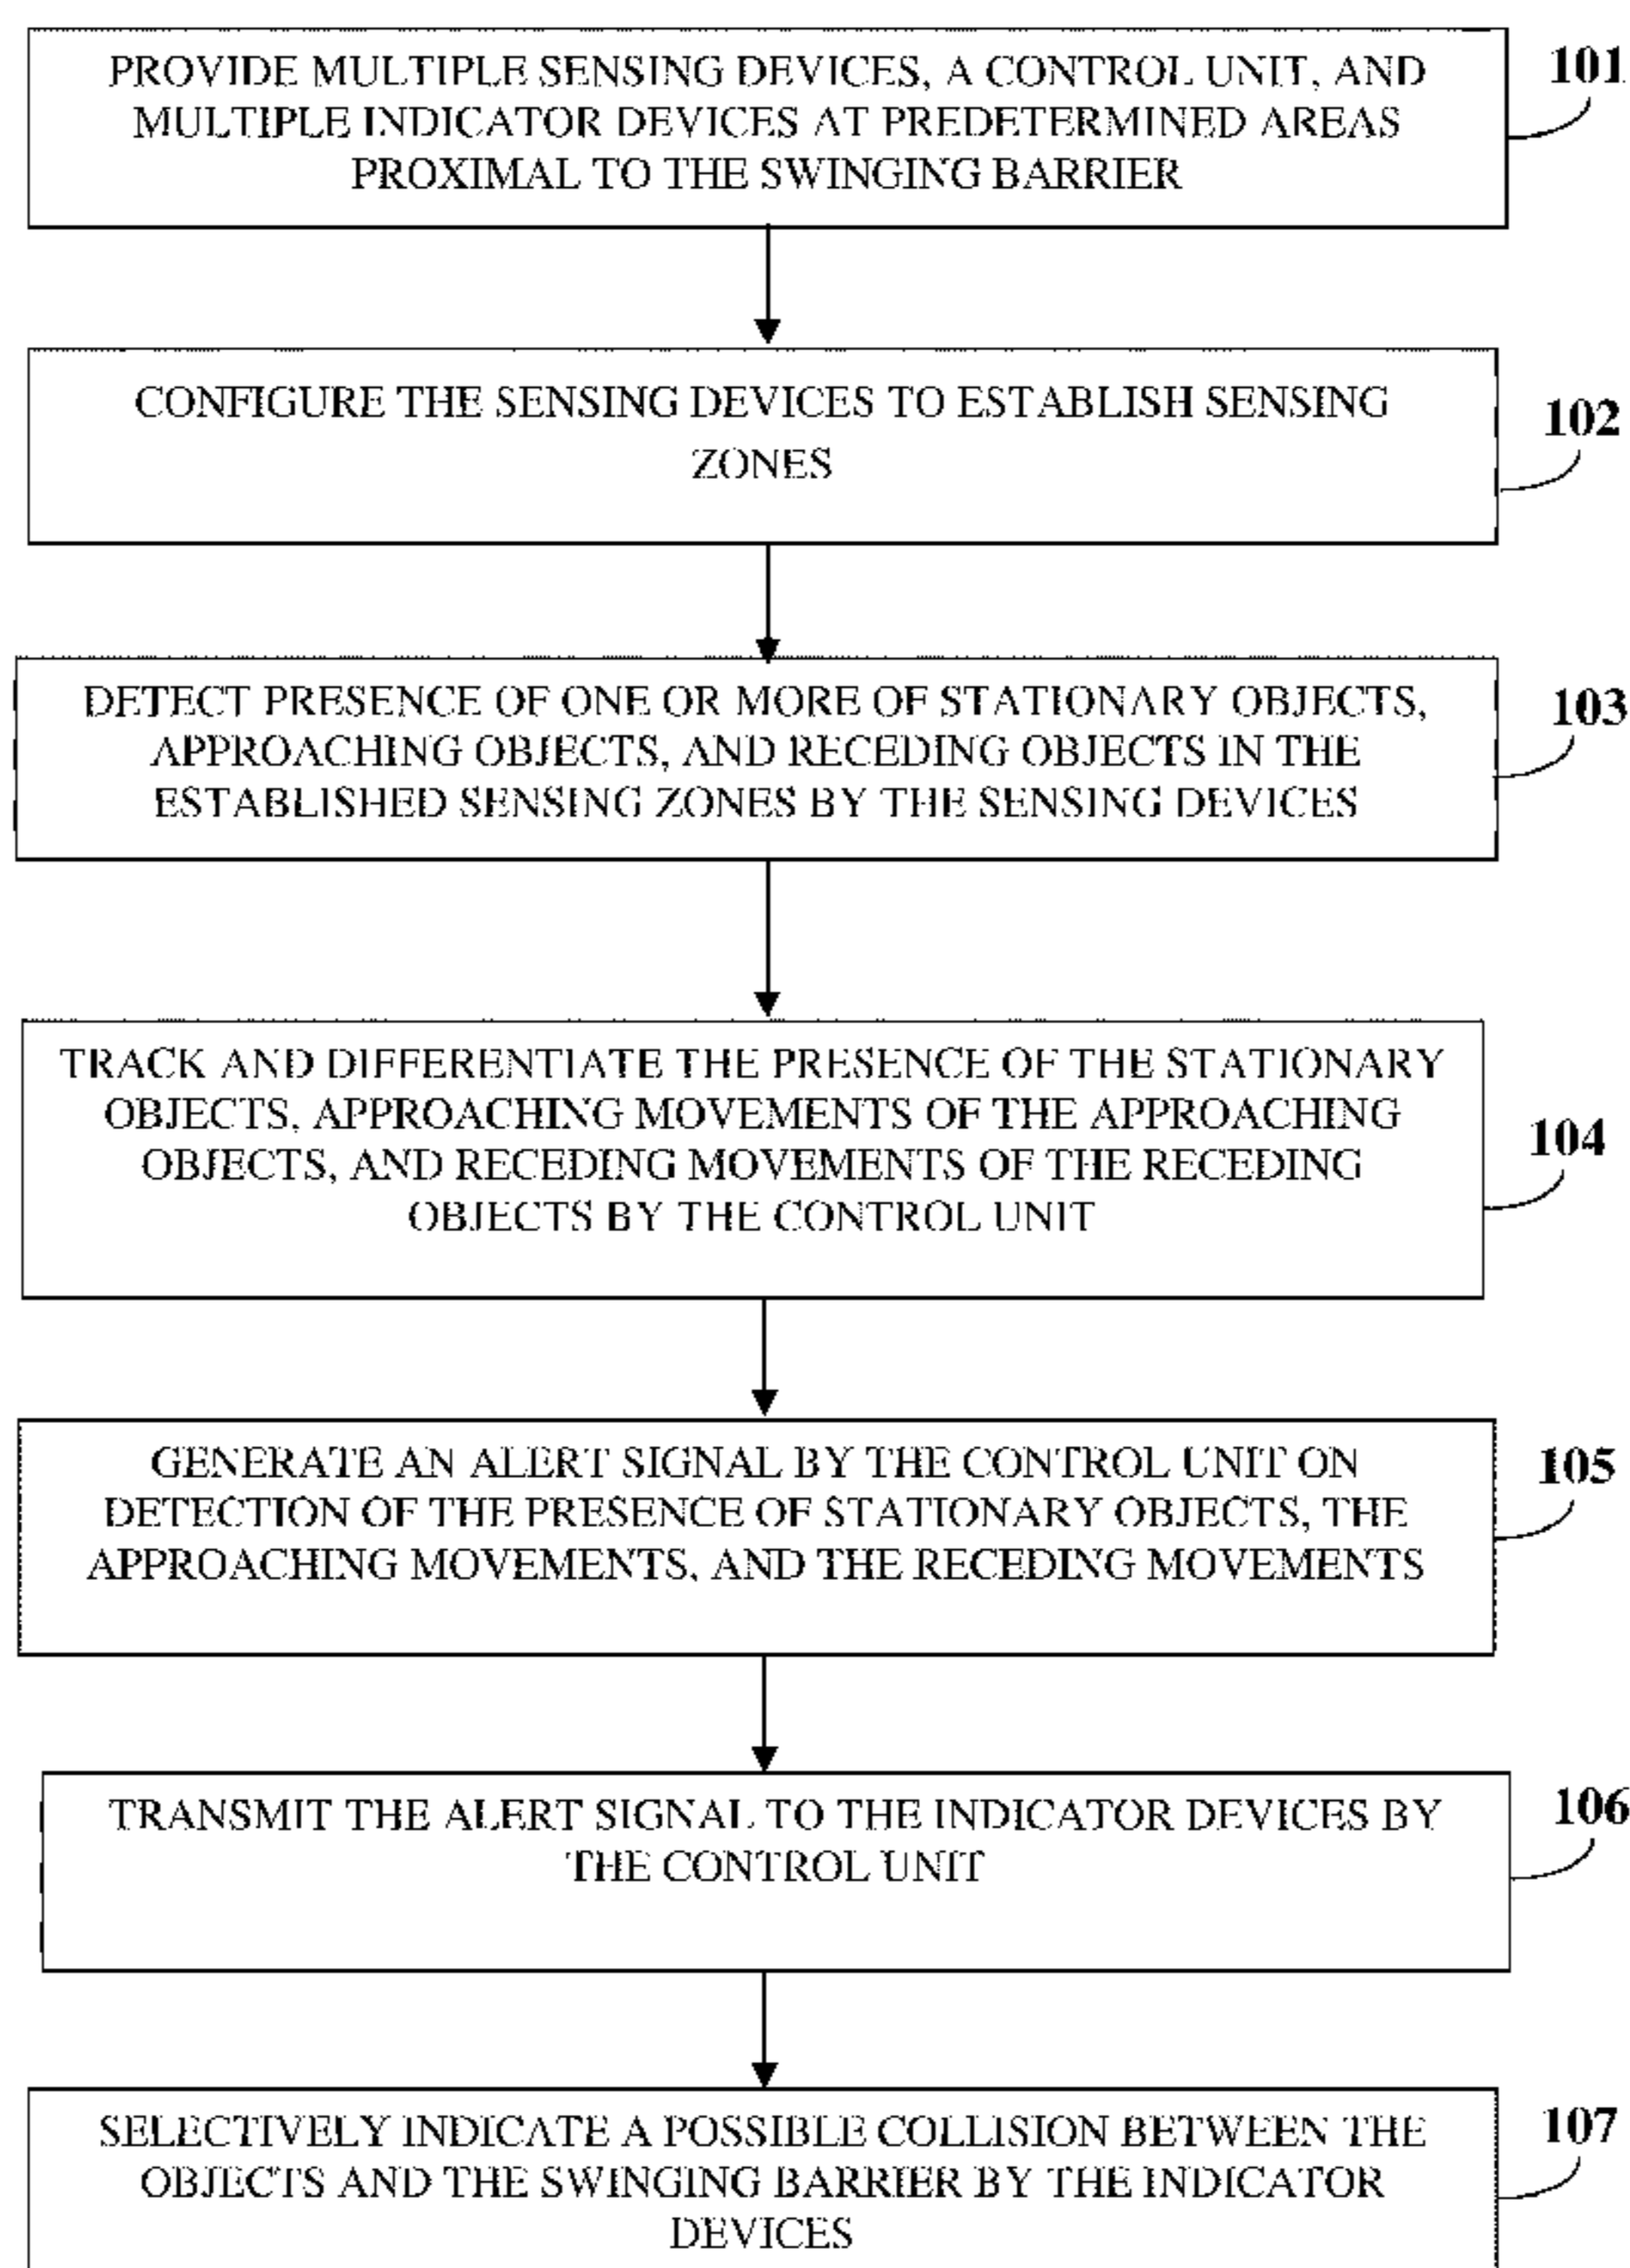 PROVIDE MULTIPLE SENSING DEVICES, A CONTROL UNIT, AND
MULTIPLE INDICATOR DEVICES AT PREDETERMINED AREAS
PROXIMAL TO THE SWINGING BARRIER
101
CONFIGURE THE SENSING DEVICES TO ESTABLISH SENSING
ZONES
102
DETECT PRESENCE OF ONE OR MORE OF STATIONARY OBJECTS,
APPROACHING OBJECTS, AND RECEDING OBJECTS IN THE
ESTABLISHED SENSING ZONES BY THE SENSING DEVICES
103
TRACK AND DIFFERENTIATE THE PRESENCE OF THE STATIONARY
OBJECTS, APPROACHING MOVEMENTS OF THE APPROACHING
OBJECTS, AND RECEDING MOVEMENTS OF THE RECEDING
OBJECTS BY THE CONTROL UNIT
104
GENERATE AN ALERT SIGNAL BY THE CONTROL UNIT ON
DETECTION OF THE PRESENCE OF STATIONARY OBJECTS, THE
APPROACHING MOVEMENTS, AND THE RECEDING MOVEMENTS
105
TRANSMIT THE ALERT SIGNAL TO THE INDICATOR DEVICES BY
THE CONTROL UNIT
106
SELECTIVELY INDICATE A POSSIBLE COLLISION BETWEEN THE
OBJECTS AND THE SWINGING BARRIER BY THE INDICATOR
DEVICES
107